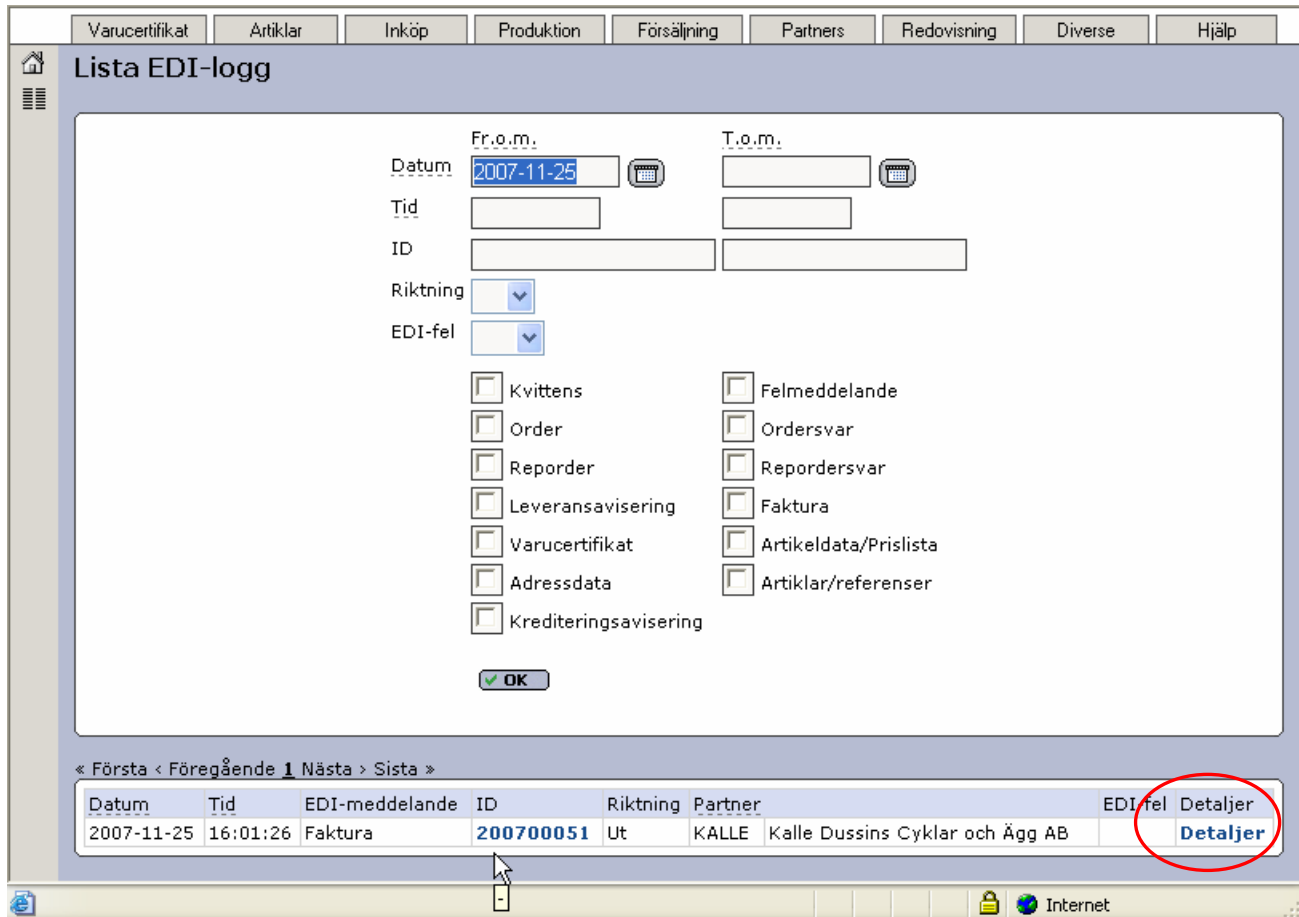 Varucertifikat Artiklar Inköp Produktion Försäljning Partners Redovisning Diverse Hjälp
Lista EDI-logg
Fr.o.m. T.o.m.
Datum 2007-11-25
Tid
ID
Riktning
EDI-fel
Kvittens Felmeddelande
Order Ordersvar
Reporder Repordersvar
Leveransavisering Faktura
Varucertifikat Artikeldata/Prislista
Adressdata Artiklar/referenser
Krediteringsavisering
OK
« Första < Föregående 1 Nästa > Sista »
Datum Tid EDI-meddelande ID Riktning Partner EDI-fel Detaljer
2007-11-25 16:01:26 Faktura 200700051 Ut KALLE Kalle Dussins Cyklar och Ägg AB Detaljer
-
Internet